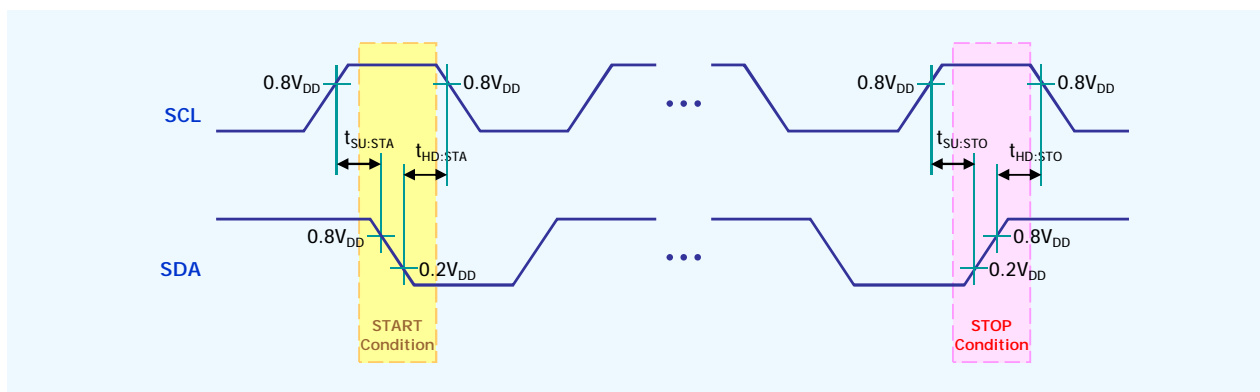 0.8VDD
0.8VDD
0.8VDD
0.8VDD
SCL
tSU:STA
tHD:STA
tSU:STO
tHD:STO
0.8VDD
0.2VDD
0.8VDD
0.2VDD
SDA
START
Condition
STOP
Condition